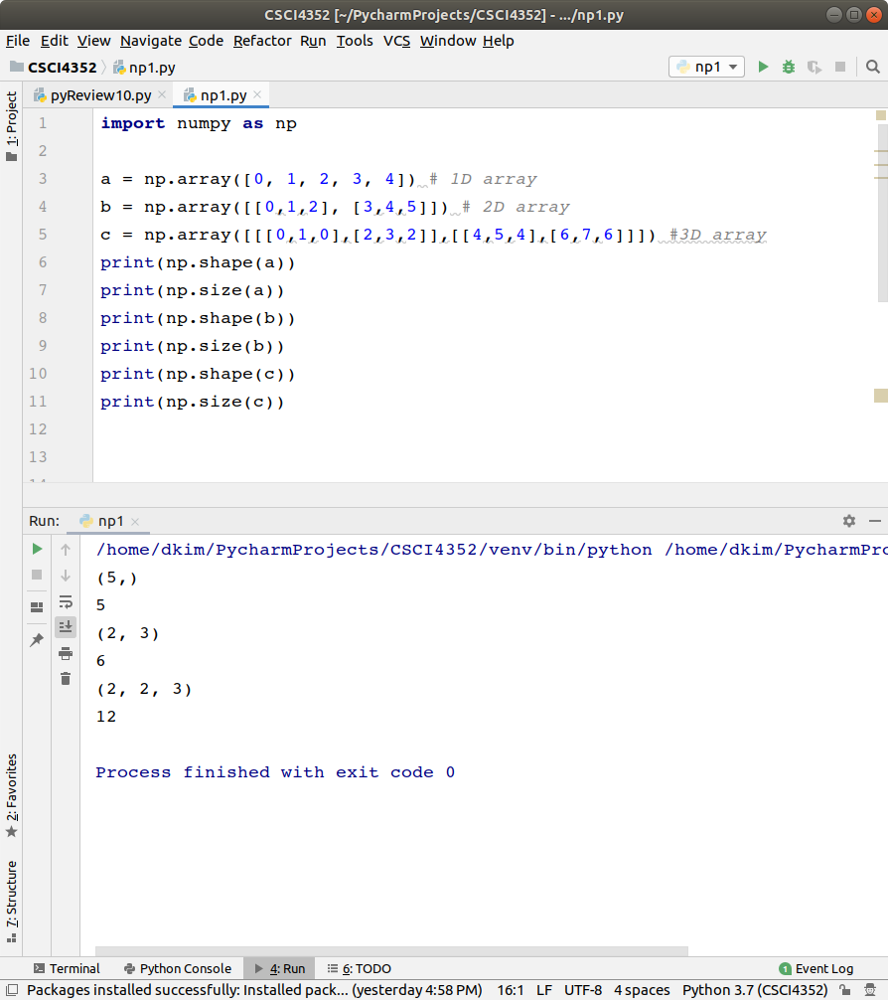 CSCI4352 [~/PycharmProjects/CSCI4352] - .../np1.py
File Edit View Navigate Code Refactor Run Tools VCS Window Help
CSCI4352 np1.py np1
1: Project
pyReview10.py np1.py
1 import numpy as np
2
3 a = np.array([0, 1, 2, 3, 4]) # 1D array
4 b = np.array([[0,1,2], [3,4,5]]) # 2D array
5 c = np.array([[[0,1,0],[2,3,2]],[[4,5,4],[6,7,6]]]) #3D array
6 print(np.shape(a))
7 print(np.size(a))
8 print(np.shape(b))
9 print(np.size(b))
10 print(np.shape(c))
11 print(np.size(c))
12
13
Run: np1
/home/dkim/PycharmProjects/CSCI4352/venv/bin/python /home/dkim/PycharmPro
(5,)
5
(2, 3)
6
(2, 2, 3)
12
Process finished with exit code 0
2: Favorites
7: Structure
Terminal Python Console 4: Run 6: TODO 1 Event Log
Packages installed successfully: Installed pack... (yesterday 4:58 PM) 16:1 LF UTF-8 4 spaces Python 3.7 (CSCI4352)